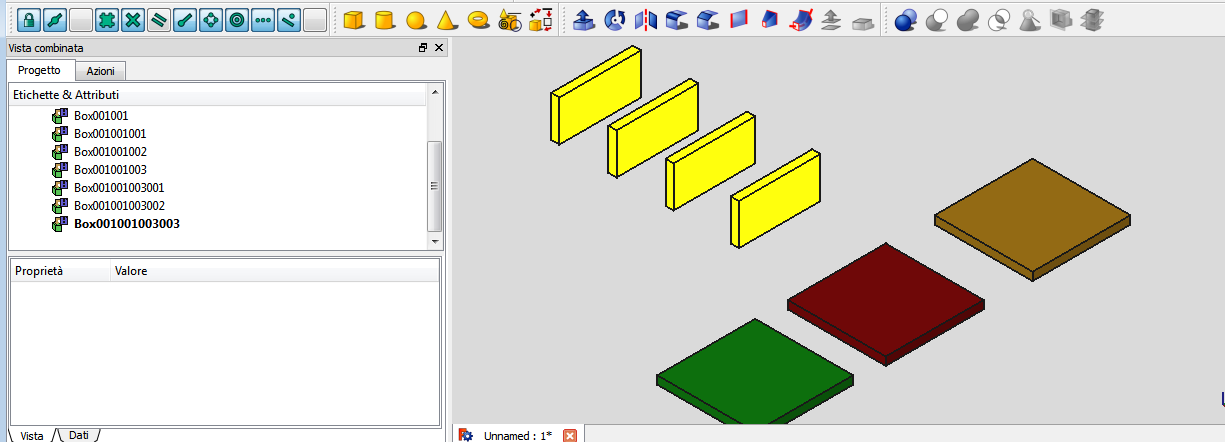 Vista combinata
Progetto
Azioni
Etichette & Attributi
Box001001
Box001001001
Box001001002
Box001001003
Box001001003001
Box001001003002
Box001001003003
Proprietà Valore
Vista
Dati
Unnamed : 1*